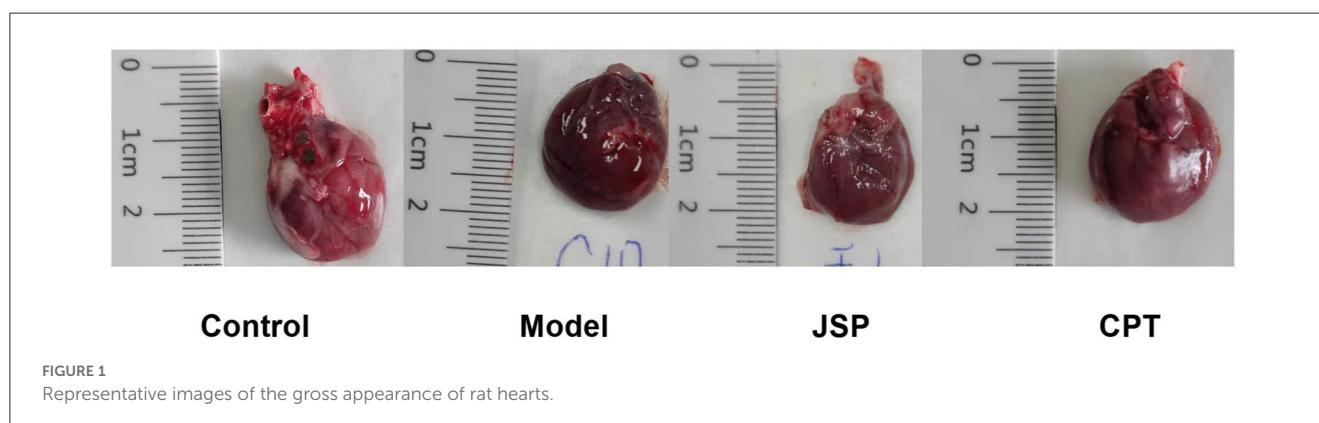 0 0 0 0
1cm 1cm 1cm 1cm
2 2 2 2
Control Model JSP CPT
FIGURE 1
Representative images of the gross appearance of rat hearts.